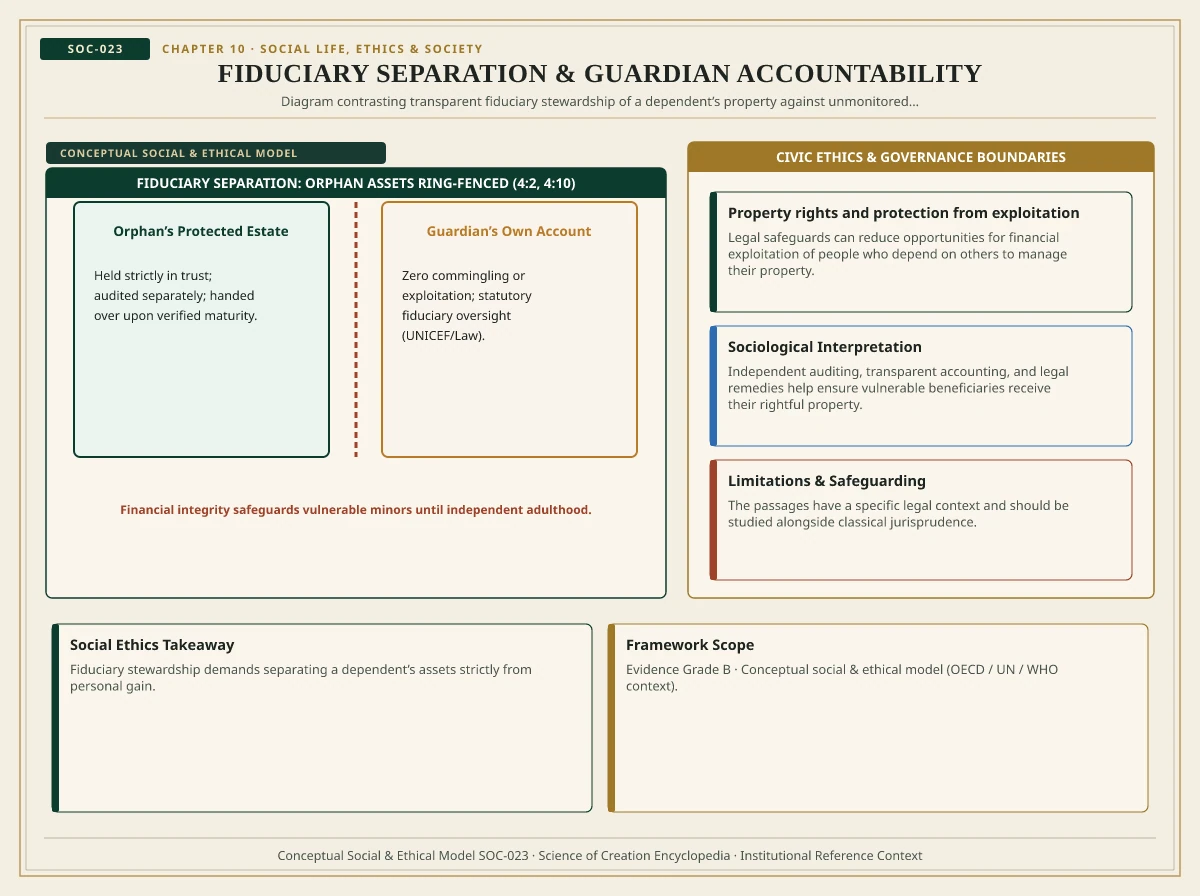 SOC-023
CHAPTER 10 · SOCIAL LIFE, ETHICS & SOCIETY
FIDUCIARY SEPARATION & GUARDIAN ACCOUNTABILITY
Diagram contrasting transparent fiduciary stewardship of a dependent’s property against unmonitored...
CONCEPTUAL SOCIAL & ETHICAL MODEL
FIDUCIARY SEPARATION: ORPHAN ASSETS RING-FENCED (4:2, 4:10)
Orphan’s Protected Estate
Held strictly in trust;
audited separately; handed
over upon verified maturity.
Guardian’s Own Account
Zero commingling or
exploitation; statutory
fiduciary oversight
(UNICEF/Law).
Financial integrity safeguards vulnerable minors until independent adulthood.
CIVIC ETHICS & GOVERNANCE BOUNDARIES
Property rights and protection from exploitation
Legal safeguards can reduce opportunities for financial
exploitation of people who depend on others to manage
their property.
Sociological Interpretation
Independent auditing, transparent accounting, and legal
remedies help ensure vulnerable beneficiaries receive
their rightful property.
Limitations & Safeguarding
The passages have a specific legal context and should be
studied alongside classical jurisprudence.
Social Ethics Takeaway
Fiduciary stewardship demands separating a dependent’s assets strictly from
personal gain.
Framework Scope
Evidence Grade B · Conceptual social & ethical model (OECD / UN / WHO
context).
Conceptual Social & Ethical Model SOC-023 · Science of Creation Encyclopedia · Institutional Reference Context